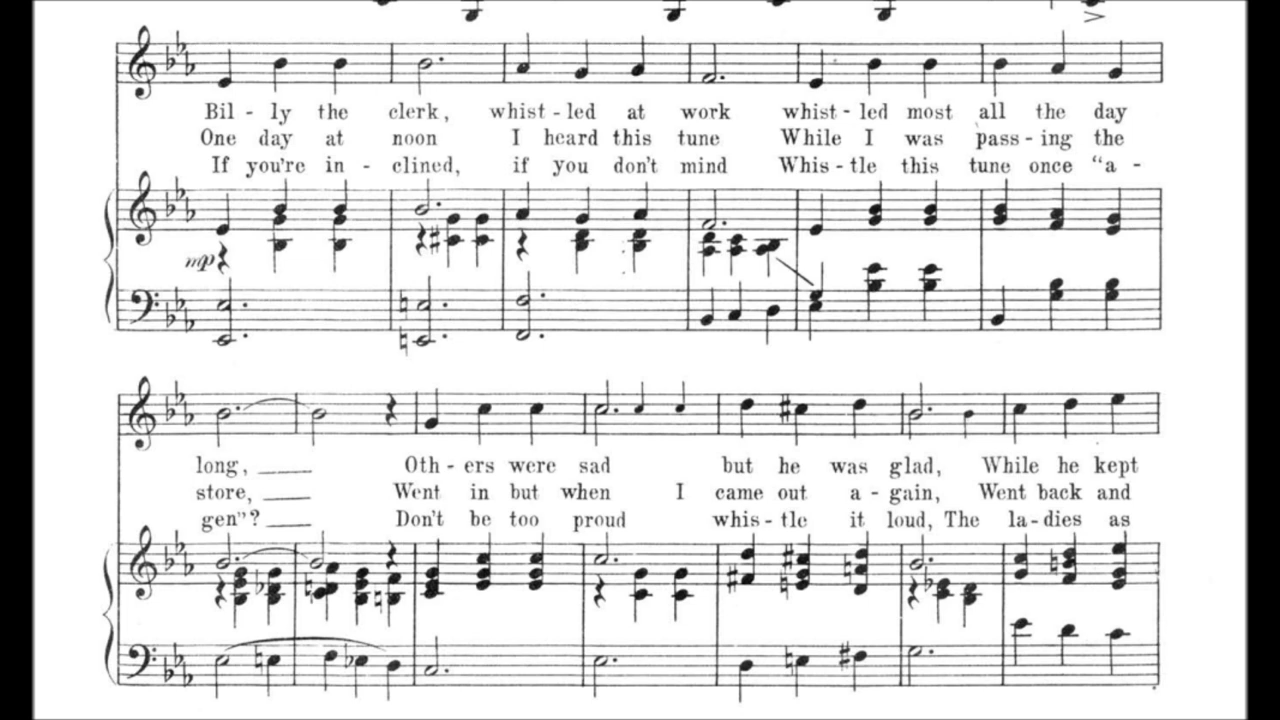 Bil - ly the clerk, whist - led at work whist - led most all the day
One day at noon I heard this tune While I was pass - ing the
If you're in - clined, if you don't mind Whis - tle this tune once "a -
mp
long, Oth - ers were sad but he was glad, While he kept
store, Went in but when I came out a - gain, Went back and
gen"? Don't be too proud whis - tle it loud, The la - dies as